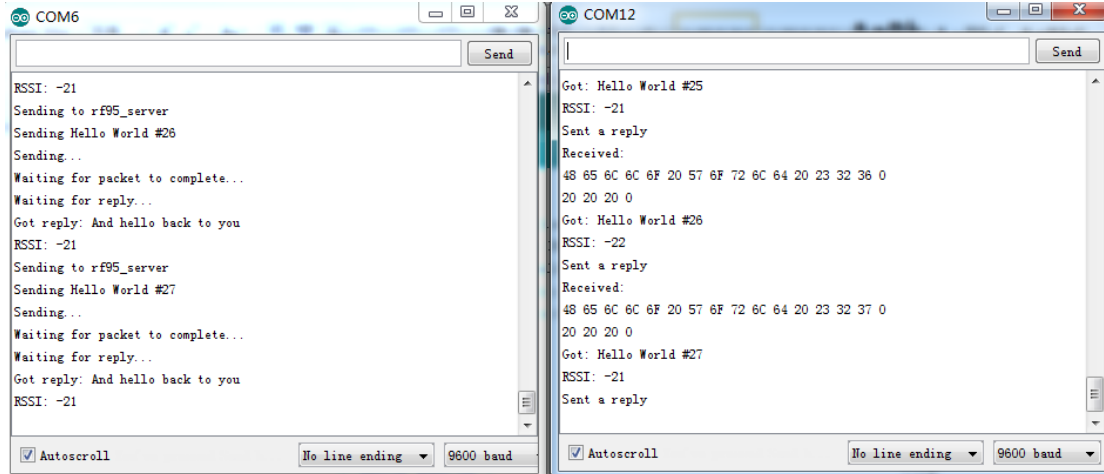 COM6
Send
RSSI: -21
Sending to rf95_server
Sending Hello World #26
Sending...
Waiting for packet to complete...
Waiting for reply...
Got reply: And hello back to you
RSSI: -21
Sending to rf95_server
Sending Hello World #27
Sending...
Waiting for packet to complete...
Waiting for reply...
Got reply: And hello back to you
RSSI: -21
Autoscroll
No line ending
9600 baud
COM12
Send
Got: Hello World #25
RSSI: -21
Sent a reply
Received:
48 65 6C 6C 6F 20 57 6F 72 6C 64 20 23 32 36 0
20 20 20 0
Got: Hello World #26
RSSI: -22
Sent a reply
Received:
48 65 6C 6C 6F 20 57 6F 72 6C 64 20 23 32 37 0
20 20 20 0
Got: Hello World #27
RSSI: -21
Sent a reply
Autoscroll
No line ending
9600 baud